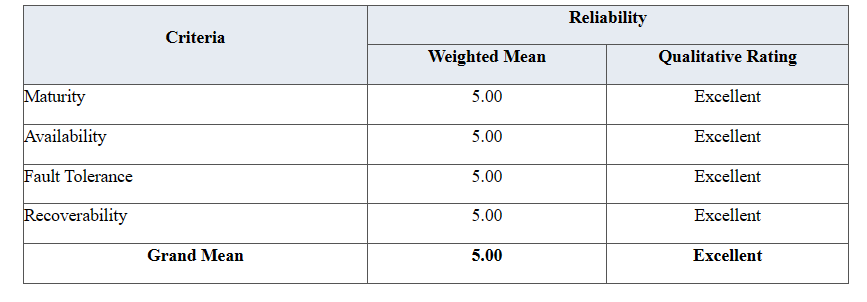 Criteria
Reliability
Weighted Mean Qualitative Rating
Maturity 5.00 Excellent
Availability 5.00 Excellent
Fault Tolerance 5.00 Excellent
Recoverability 5.00 Excellent
Grand Mean 5.00 Excellent